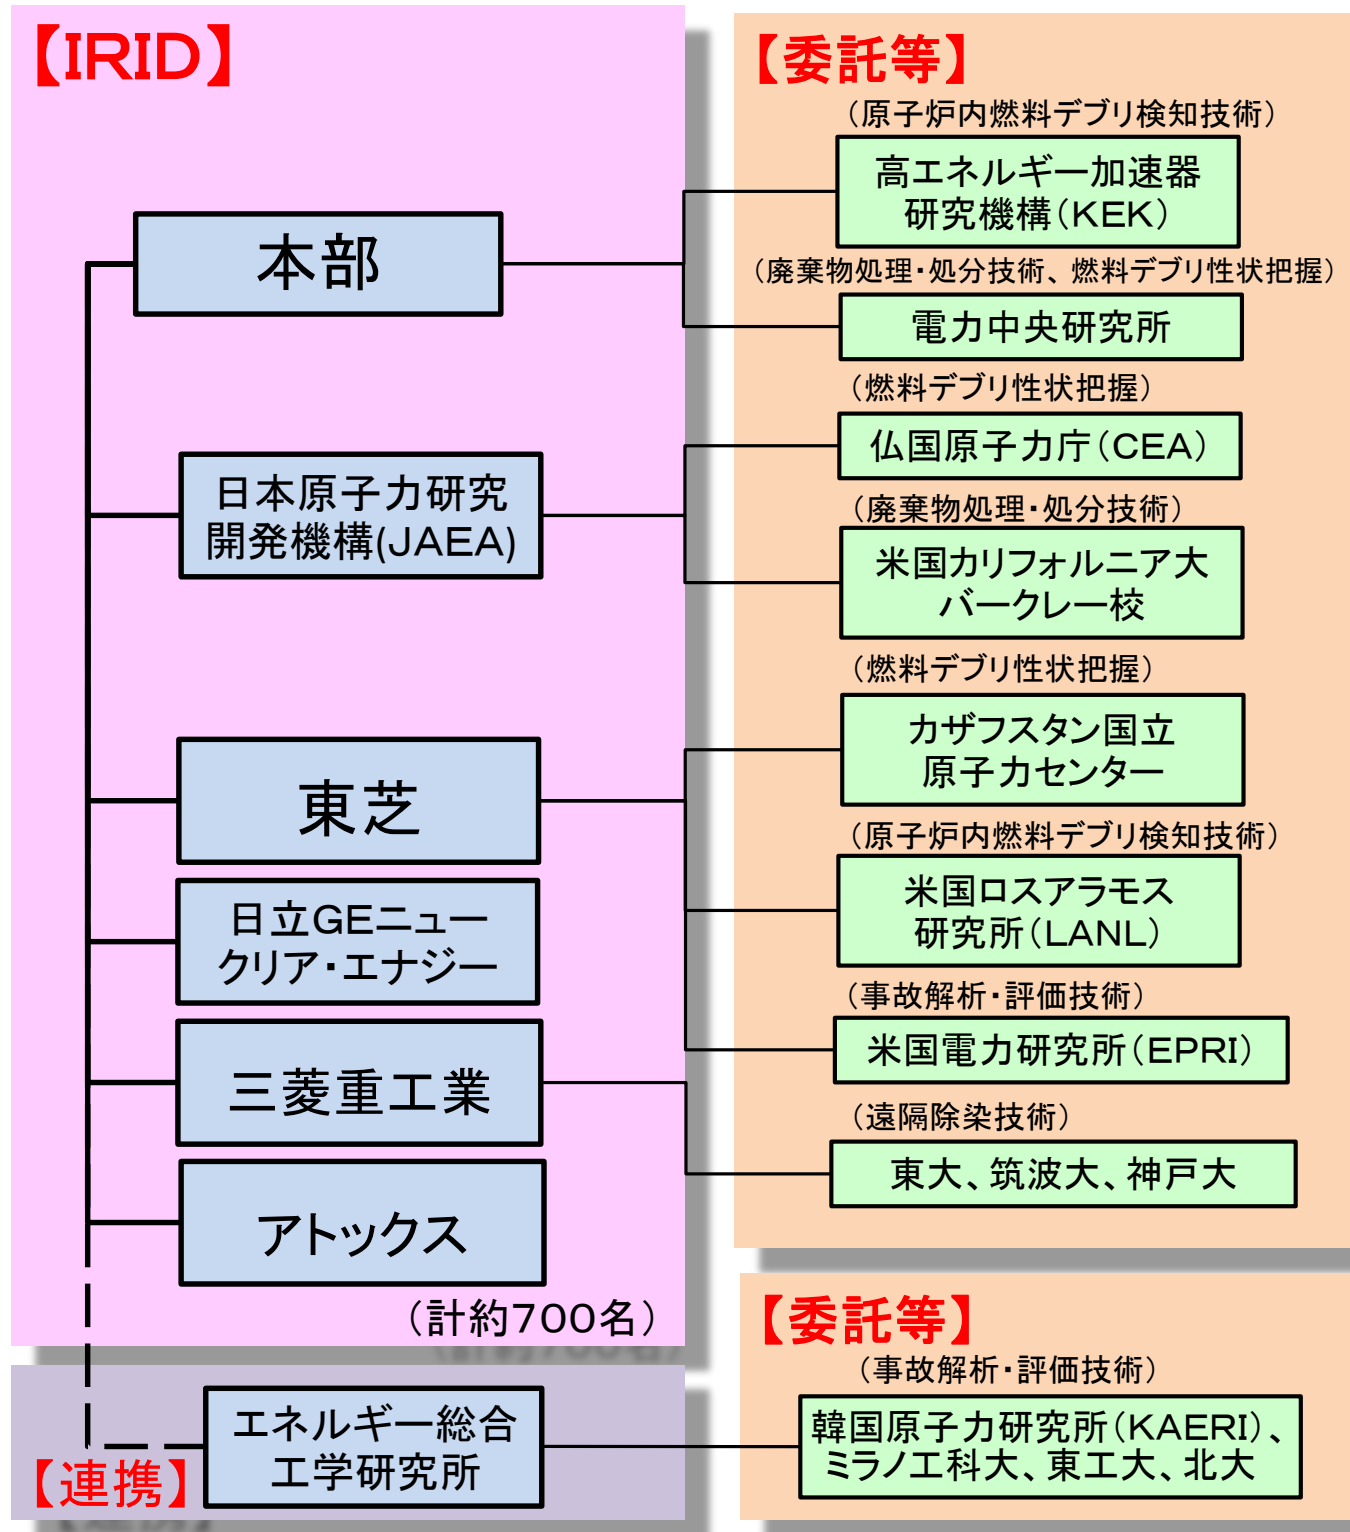 【IRID】
本部
日本原子力研究
開発機構(JAEA)
東芝
日立GEニュー
クリア・エナジー
三菱重工業
アトックス
（計約700名）
【連携】
エネルギー総合
工学研究所
【委託等】
（原子炉内燃料デブリ検知技術）
高エネルギー加速器
研究機構（KEK）
（廃棄物処理・処分技術、燃料デブリ性状把握）
電力中央研究所
（燃料デブリ性状把握）
仏国原子力庁（CEA）
（廃棄物処理・処分技術）
米国カリフォルニア大
バークレー校
（燃料デブリ性状把握）
カザフスタン国立
原子力センター
（原子炉内燃料デブリ検知技術）
米国ロスアラモス
研究所（LANL）
（事故解析・評価技術）
米国電力研究所（EPRI）
（遠隔除染技術）
東大、筑波大、神戸大
【委託等】
（事故解析・評価技術）
韓国原子力研究所（KAERI）、
ミラノ工科大、東工大、北大